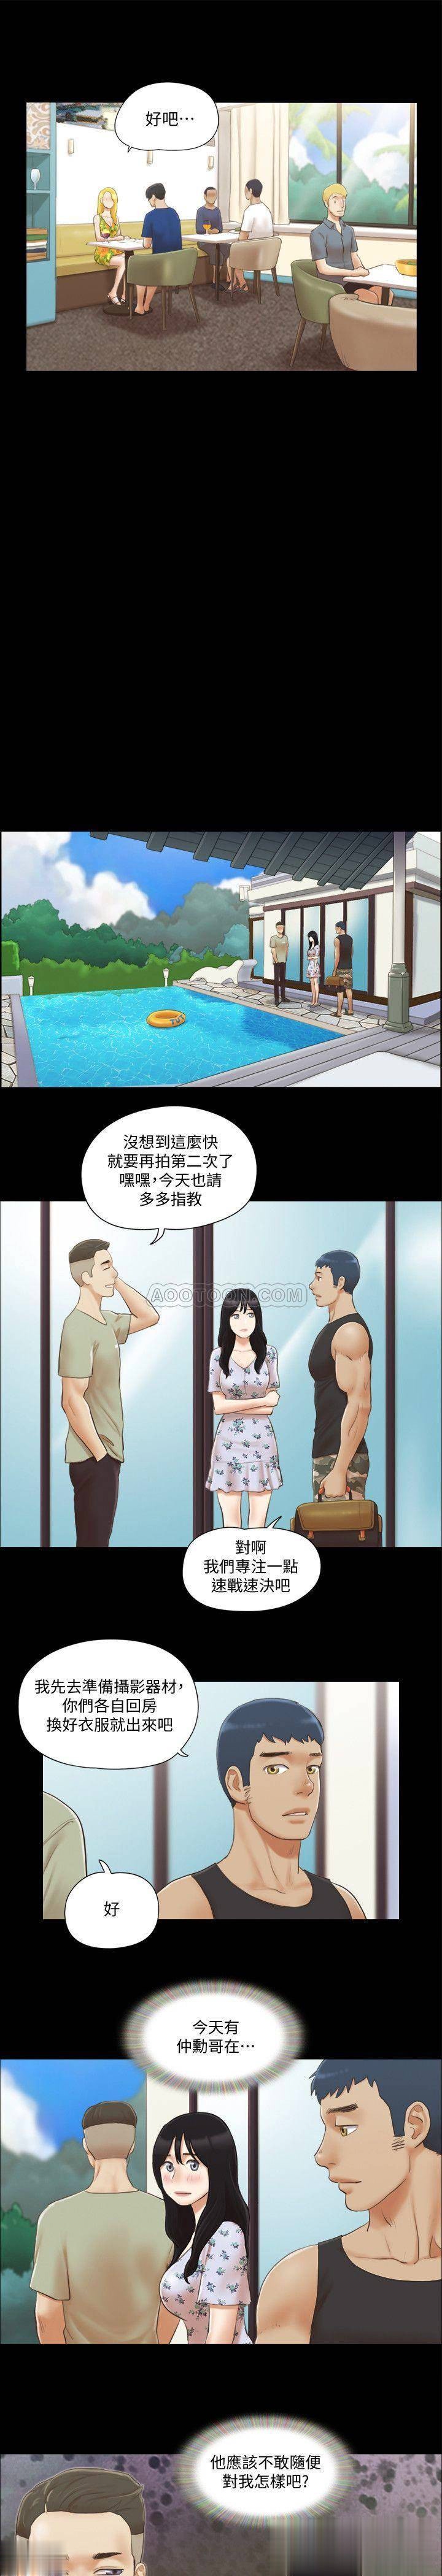 好吧…
沒想到這麼快
就要再拍第二次了
嘿嘿，今天也請
多多指教
AOOTOON.COM
對啊
我們專注一點
速戰速決吧
我先去準備攝影器材，
你們各自回房
換好衣服就出來吧
好
今天有
仲勳哥在…
他應該不敢隨便
對我怎樣吧?